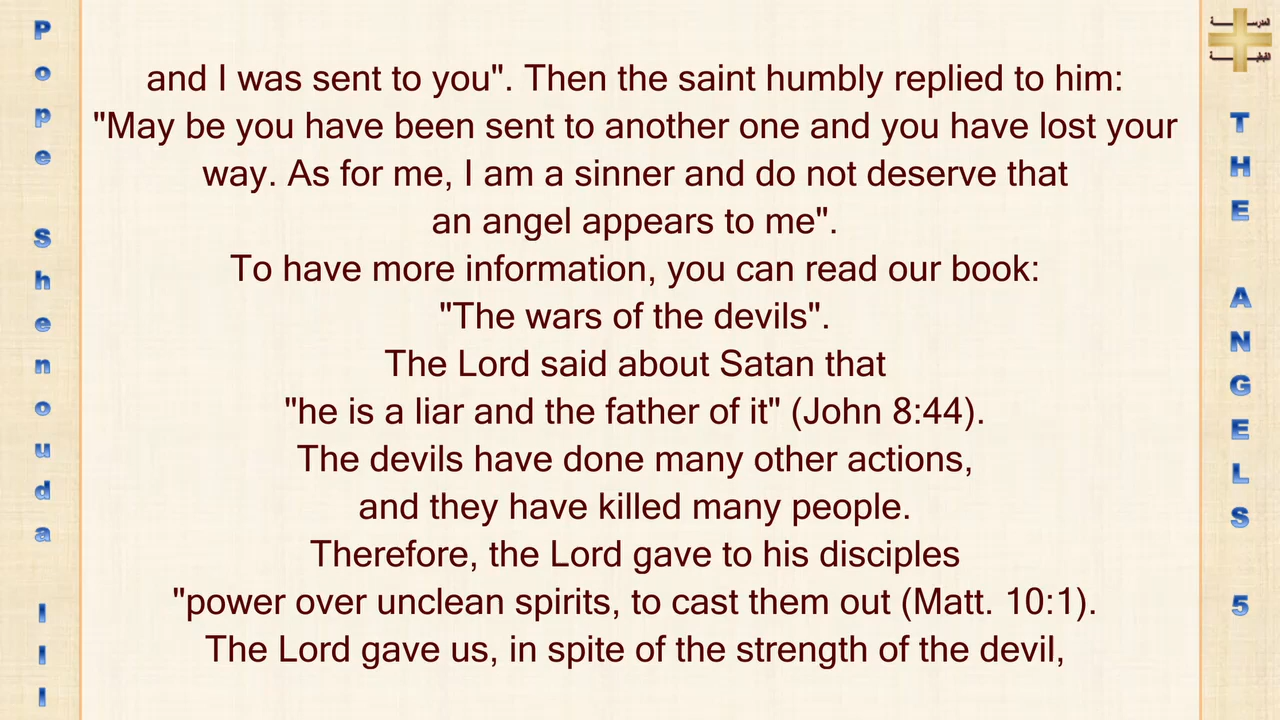 Pope Shenouda III
and I was sent to you". Then the saint humbly replied to him:
"May be you have been sent to another one and you have lost your
way. As for me, I am a sinner and do not deserve that
an angel appears to me".
To have more information, you can read our book:
"The wars of the devils".
The Lord said about Satan that
"he is a liar and the father of it" (John 8:44).
The devils have done many other actions,
and they have killed many people.
Therefore, the Lord gave to his disciples
"power over unclean spirits, to cast them out (Matt. 10:1).
The Lord gave us, in spite of the strength of the devil,
المدرســـة
القبطيـــة
THE ANGELS 5